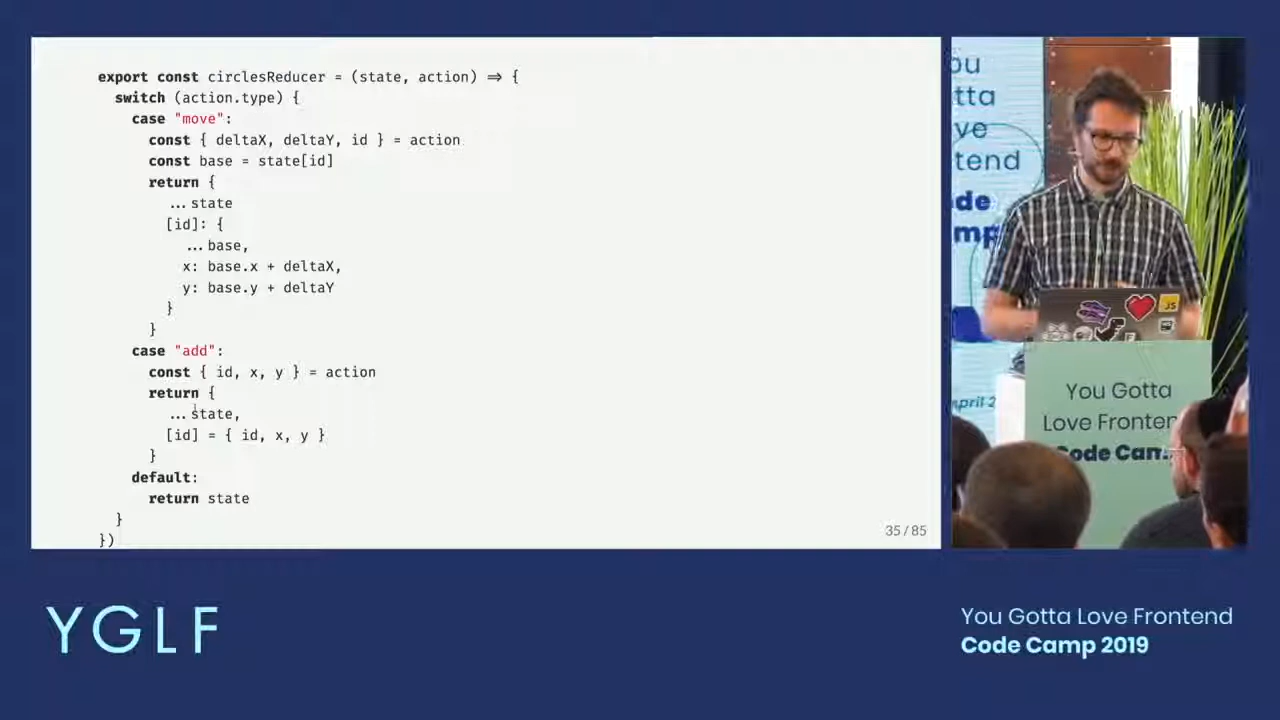 export const circlesReducer = (state, action) ⇒ {
switch (action.type) {
case "move":
const { deltaX, deltaY, id } = action
const base = state[id]
return {
...state
[id]: {
...base,
x: base.x + deltaX,
y: base.y + deltaY
}
}
case "add":
const { id, x, y } = action
return {
...state,
[id] = { id, x, y }
}
default:
return state
}
})
35 / 85
ou
tta
ve
tend
de
mp
April 2
JS
You Gotta
Love Fronten
Code Cam
YGLF
You Gotta Love Frontend
Code Camp 2019